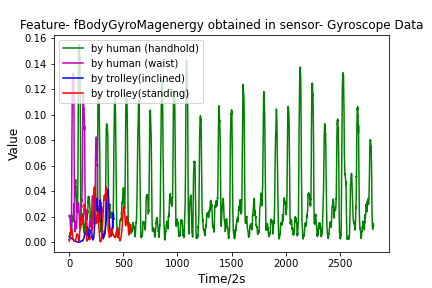 Feature- fBodyGyroMagenergy obtained in sensor- Gyroscope Data
by human (handhold)
by human (waist)
by trolley(inclined)
by trolley(standing)
0.16
0.14
0.12
0.10
0.08
0.06
0.04
0.02
0.00
Value
0 500 1000 1500 2000 2500
Time/2s